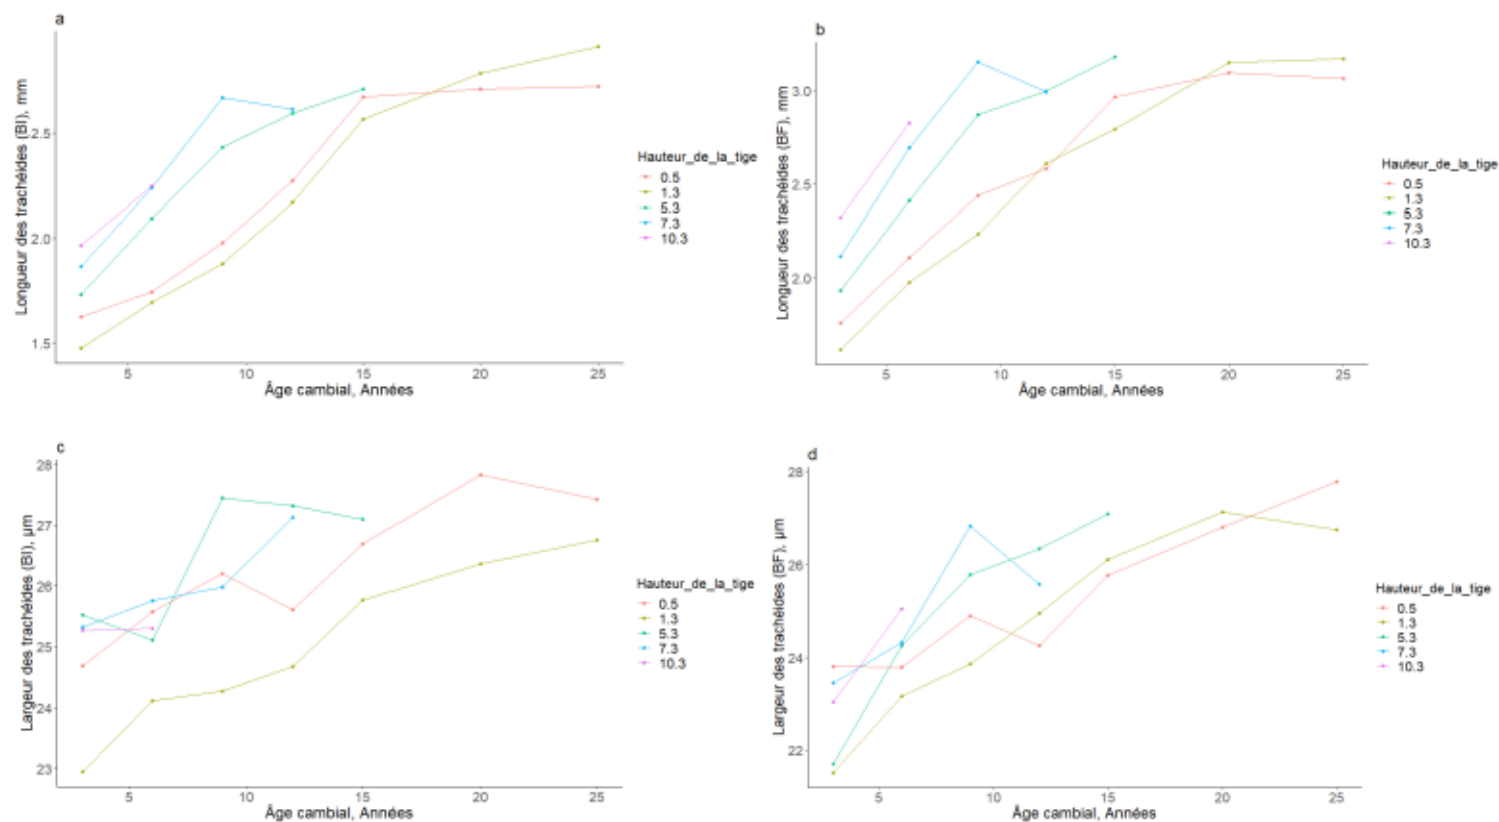 a
Longueur des trachéides (BI), mm
2.5
2.0
1.5
5 10 15 20 25
Âge cambial, Années
Hauteur_de_la_tige
0.5
1.3
5.3
7.3
10.3
b
Longueur des trachéides (BF), mm
3.0
2.5
2.0
5 10 15 20 25
Âge cambial, Années
Hauteur_de_la_tige
0.5
1.3
5.3
7.3
10.3
c
Largeur des trachéides (BI), µm
28
27
26
25
24
23
5 10 15 20 25
Âge cambial, Années
Hauteur_de_la_tige
0.5
1.3
5.3
7.3
10.3
d
Largeur des trachéides (BF), µm
28
26
24
22
5 10 15 20 25
Âge cambial, Années
Hauteur_de_la_tige
0.5
1.3
5.3
7.3
10.3